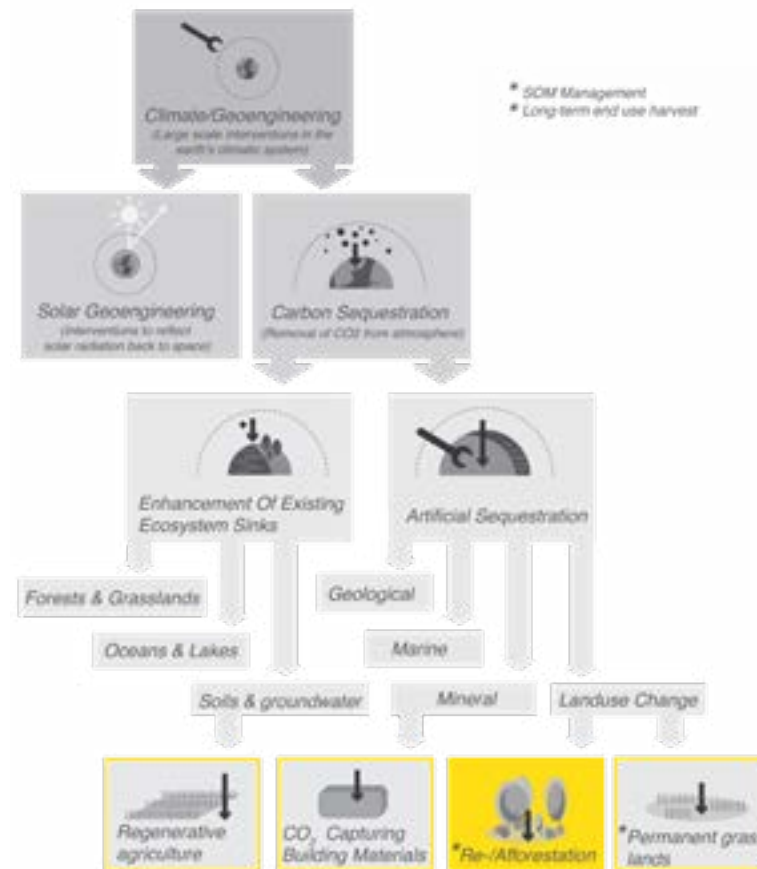 Climate/Geoengineering
(Large scale interventions in the
earth's climatic system)
* SOM Management
* Long-term end use harvest
Solar Geoengineering
(Interventions to reflect
solar radiation back to space)
Carbon Sequestration
(Removal of CO2 from atmosphere)
Enhancement Of Existing
Ecosystem Sinks
Artificial Sequestration
Forests & Grasslands
Geological
Oceans & Lakes
Marine
Soils & groundwater
Mineral
Landuse Change
Regenerative
agriculture
CO2 Capturing
Building Materials
*Re-/Afforestation
*Permanent grass
lands